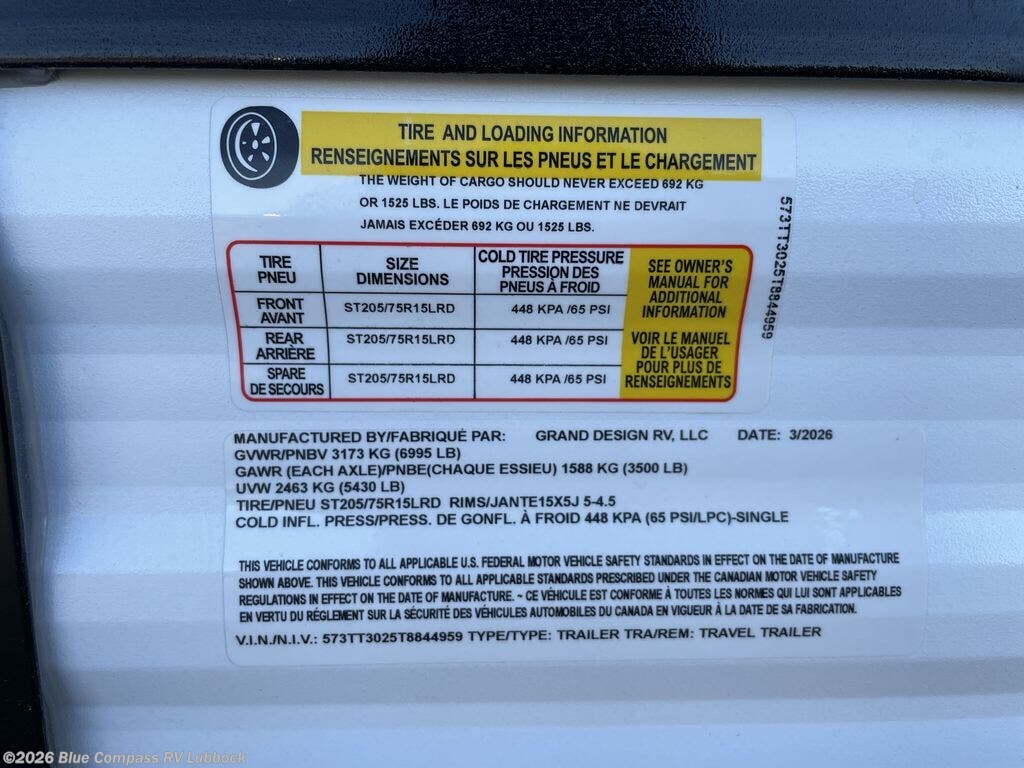 TIRE AND LOADING INFORMATION
RENSEIGNEMENTS SUR LES PNEUS ET LE CHARGEMENT
THE WEIGHT OF CARGO SHOULD NEVER EXCEED 692 KG
OR 1525 LBS. LE POIDS DE CHARGEMENT NE DEVRAIT
JAMAIS EXCÉDER 692 KG OU 1525 LBS.
TIRE PNEU SIZE DIMENSIONS COLD TIRE PRESSURE PRESSION DES PNEUS À FROID
FRONT AVANT ST205/75R15LRD 448 KPA /65 PSI
REAR ARRIÈRE ST205/75R15LRD 448 KPA /65 PSI
SPARE DE SECOURS ST205/75R15LRD 448 KPA /65 PSI
SEE OWNER'S
MANUAL FOR
ADDITIONAL
INFORMATION
VOIR LE MANUEL
DE L'USAGER
POUR PLUS DE
RENSEIGNEMENTS
573TT3025T8844959
MANUFACTURED BY/FABRIQUÉ PAR: GRAND DESIGN RV, LLC DATE: 3/2026
GVWR/PNBV 3173 KG (6995 LB)
GAWR (EACH AXLE)/PNBE(CHAQUE ESSIEU) 1588 KG (3500 LB)
UVW 2463 KG (5430 LB)
TIRE/PNEU ST205/75R15LRD RIMS/JANTE15X5J 5-4.5
COLD INFL. PRESS/PRESS. DE GONFL. À FROID 448 KPA (65 PSI/LPC)-SINGLE
THIS VEHICLE CONFORMS TO ALL APPLICABLE U.S. FEDERAL MOTOR VEHICLE SAFETY STANDARDS IN EFFECT ON THE DATE OF MANUFACTURE
SHOWN ABOVE. THIS VEHICLE CONFORMS TO ALL APPLICABLE STANDARDS PRESCRIBED UNDER THE CANADIAN MOTOR VEHICLE SAFETY
REGULATIONS IN EFFECT ON THE DATE OF MANUFACTURE. ~ CE VÉHICULE EST CONFORME À TOUTES LES NORMES QUI LUI SONT APPLICABLES
EN VERTU DU RÉGLEMENT SUR LA SÉCURITÉ DES VÉHICULES AUTOMOBILES DU CANADA EN VIGUEUR À LA DATE DE SA FABRICATION.
V.I.N./N.I.V.: 573TT3025T8844959 TYPE/TYPE: TRAILER TRA/REM: TRAVEL TRAILER
©2026 Blue Compass RV Lubbock